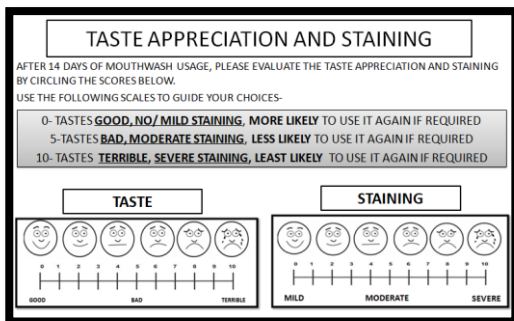 TASTE APPRECIATION AND STAINING
AFTER 14 DAYS OF MOUTHWASH USAGE, PLEASE EVALUATE THE TASTE APPRECIATION AND STAINING
BY CIRCLING THE SCORES BELOW.
USE THE FOLLOWING SCALES TO GUIDE YOUR CHOICES-
0- TASTES GOOD, NO/ MILD STAINING, MORE LIKELY TO USE IT AGAIN IF REQUIRED
5-TASTES BAD, MODERATE STAINING, LESS LIKELY TO USE IT AGAIN IF REQUIRED
10- TASTES TERRIBLE, SEVERE STAINING, LEAST LIKELY TO USE IT AGAIN IF REQUIRED
TASTE
0 1 2 3 4 5 6 7 8 9 10
GOOD BAD TERRIBLE
STAINING
0 1 2 3 4 5 6 7 8 9 10
MILD MODERATE SEVERE